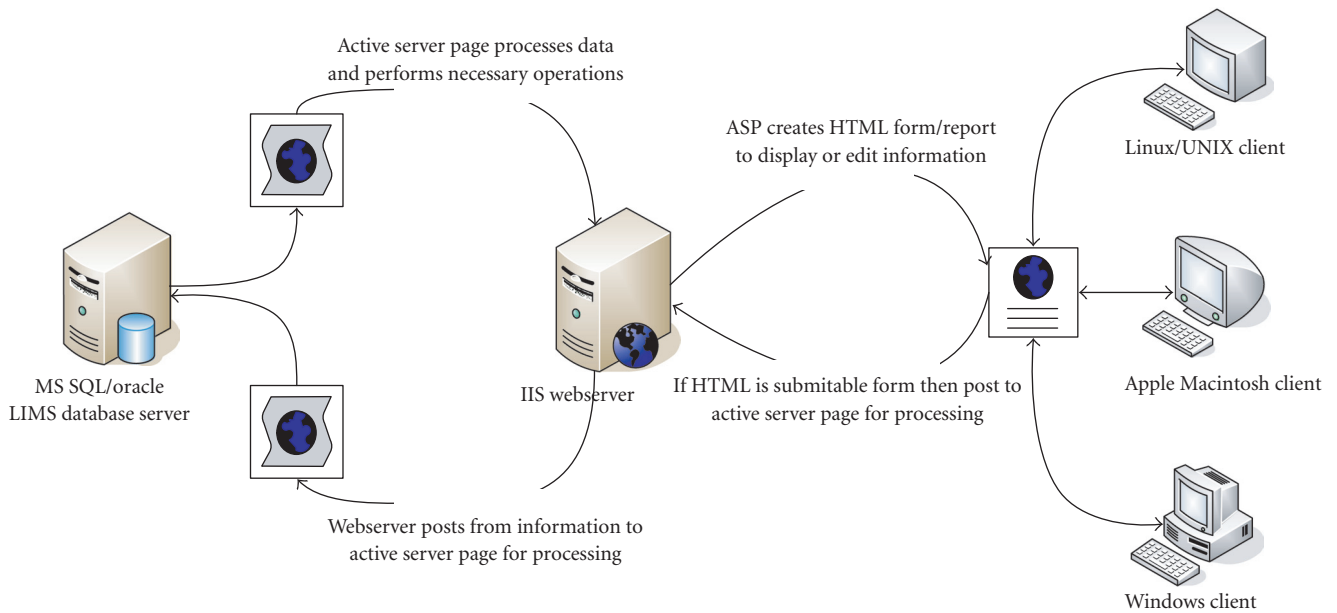 Active server page processes data
and performs necessary operations
ASP creates HTML form/report
to display or edit information
Linux/UNIX client
MS SQL/oracle
LIMS database server
IIS webserver
If HTML is submitable form then post to
active server page for processing
Apple Macintosh client
Webserver posts from information to
active server page for processing
Windows client